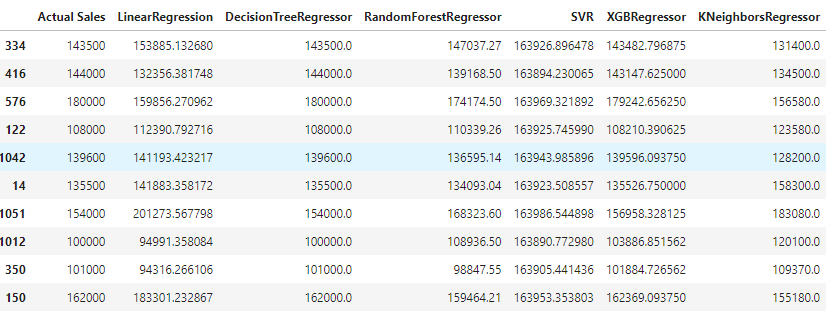 Actual Sales LinearRegression DecisionTreeRegressor RandomForestRegressor SVR XGBRegressor KNeighborsRegressor
334 143500 153885.132680 143500.0 147037.27 163926.896478 143482.796875 131400.0
416 144000 132356.381748 144000.0 139168.50 163894.230065 143147.625000 134500.0
576 180000 159856.270962 180000.0 174174.50 163969.321892 179242.656250 156580.0
122 108000 112390.792716 108000.0 110339.26 163925.745990 108210.390625 123580.0
1042 139600 141193.423217 139600.0 136595.14 163943.985896 139596.093750 128200.0
14 135500 141883.358172 135500.0 134093.04 163923.508557 135526.750000 158300.0
1051 154000 201273.567798 154000.0 168323.60 163986.544898 156958.328125 183080.0
1012 100000 94991.358084 100000.0 108936.50 163890.772980 103886.851562 120100.0
350 101000 94316.266106 101000.0 98847.55 163905.441436 101884.726562 109370.0
150 162000 183301.232867 162000.0 159464.21 163953.353803 162369.093750 155180.0